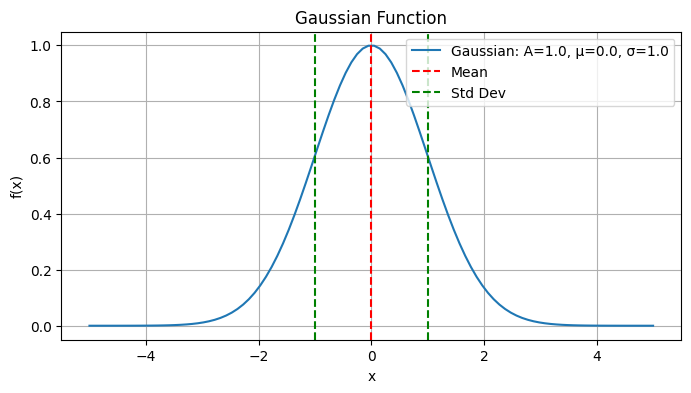 Gaussian Function
Gaussian: A=1.0, μ=0.0, σ=1.0
Mean
Std Dev
1.0
0.8
0.6
0.4
0.2
0.0
f(x)
−4
−2
0
2
4
x